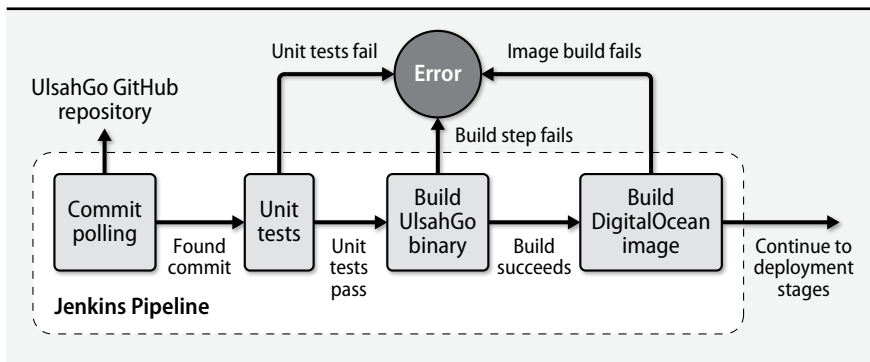 Unit tests fail
Error
Image build fails
UlsahGo GitHub
repository
Build step fails
Commit
polling
Found
commit
Unit
tests
Unit
tests
pass
Build
UlsahGo
binary
Build
succeeds
Build
DigitalOcean
image
Continue to
deployment
stages
Jenkins Pipeline